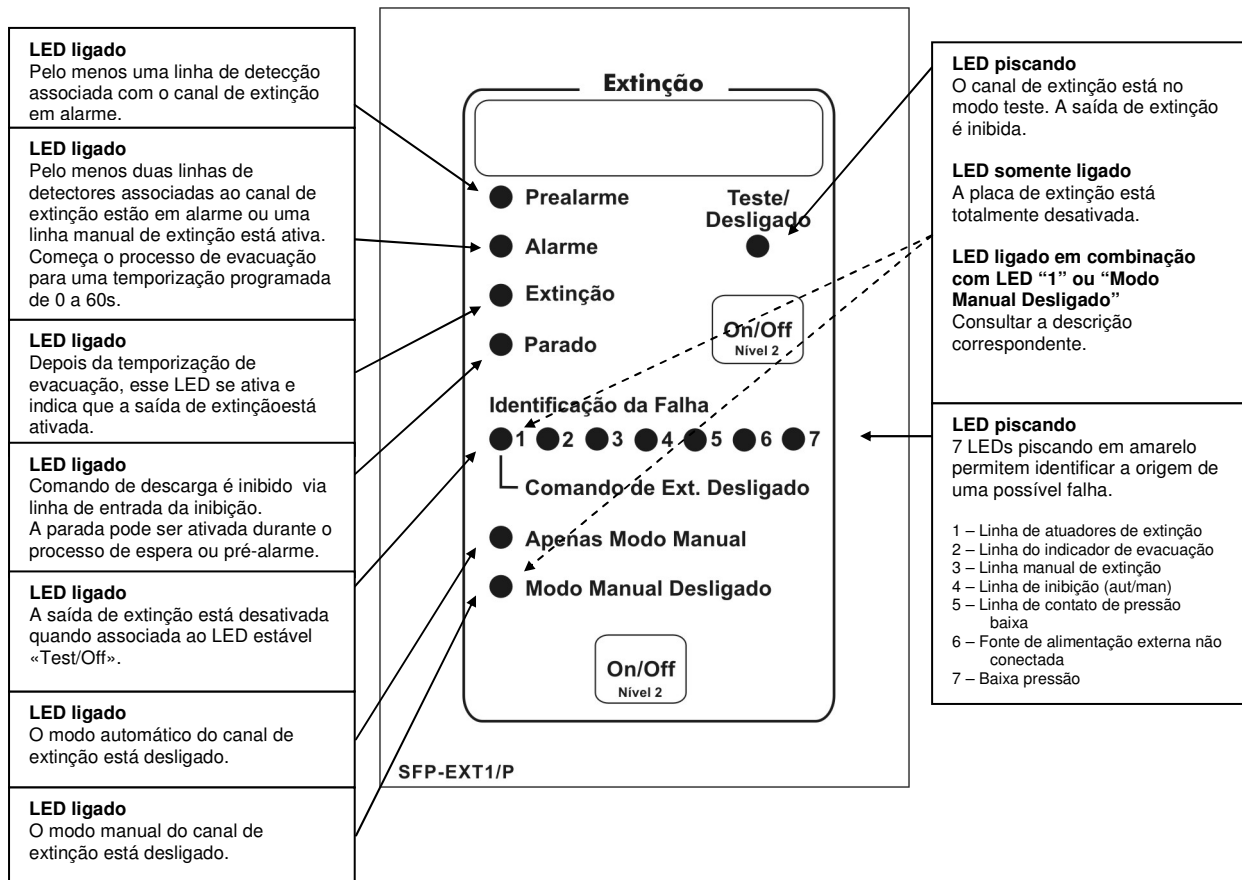 LED ligado
Pelo menos uma linha de detecção
associada com o canal de extinção
em alarme.
LED ligado
Pelo menos duas linhas de
detectores associadas ao canal de
extinção estão em alarme ou uma
linha manual de extinção está ativa.
Começa o processo de evacuação
para uma temporização programada
de 0 a 60s.
LED ligado
Depois da temporização de
evacuação, esse LED se ativa e
indica que a saída de extinçãoestá
ativada.
LED ligado
Comando de descarga é inibido via
linha de entrada da inibição.
A parada pode ser ativada durante o
processo de espera ou pré-alarme.
LED ligado
A saída de extinção está desativada
quando associada ao LED estável
«Test/Off».
LED ligado
O modo automático do canal de
extinção está desligado.
LED ligado
O modo manual do canal de
extinção está desligado.
Extinção
Prealarme
Teste/
Desligado
Alarme
Extinção
Parado
On/Off
Nível 2
Identificação da Falha
1 2 3 4 5 6 7
Comando de Ext. Desligado
Apenas Modo Manual
Modo Manual Desligado
On/Off
Nível 2
SFP-EXT1/P
LED piscando
O canal de extinção está no
modo teste. A saída de extinção
é inibida.
LED somente ligado
A placa de extinção está
totalmente desativada.
LED ligado em combinação
com LED “1” ou “Modo
Manual Desligado”
Consultar a descrição
correspondente.
LED piscando
7 LEDs piscando em amarelo
permitem identificar a origem de
uma possível falha.
1 – Linha de atuadores de extinção
2 – Linha do indicador de evacuação
3 – Linha manual de extinção
4 – Linha de inibição (aut/man)
5 – Linha de contato de pressão
baixa
6 – Fonte de alimentação externa não
conectada
7 – Baixa pressão